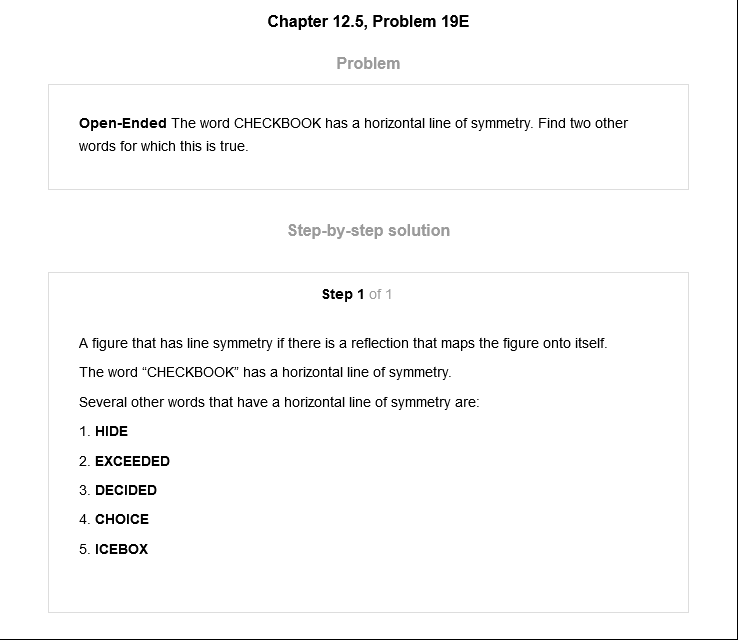 Chapter 12.5, Problem 19E
Problem
Open-Ended The word CHECKBOOK has a horizontal line of symmetry. Find two other
words for which this is true.
Step-by-step solution
Step 1 of 1
A figure that has line symmetry if there is a reflection that maps the figure onto itself.
The word “CHECKBOOK” has a horizontal line of symmetry.
Several other words that have a horizontal line of symmetry are:
1. HIDE
2. EXCEEDED
3. DECIDED
4. CHOICE
5. ICEBOX